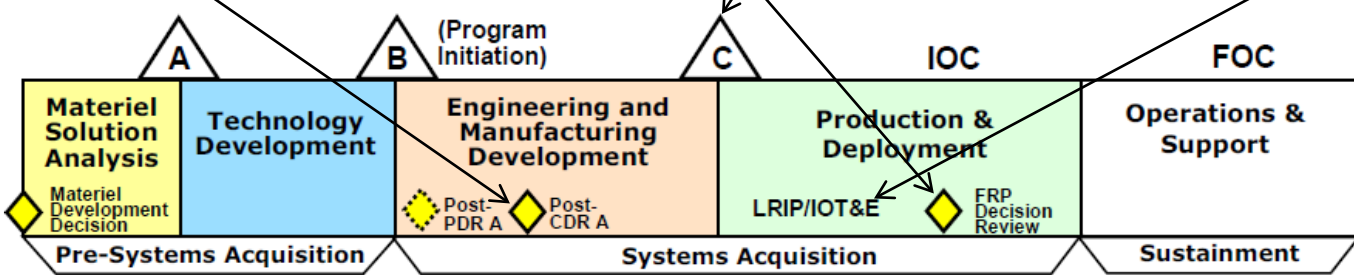 A
B
(Program
Initiation)
C
IOC
FOC
Materiel
Solution
Analysis
Technology
Development
Engineering and
Manufacturing
Development
Production &
Deployment
Operations &
Support
Materiel
Development
Decision
Post-
PDR A
Post-
CDR A
LRIP/IOT&E
FRP
Decision
Review
Pre-Systems Acquisition
Systems Acquisition
Sustainment